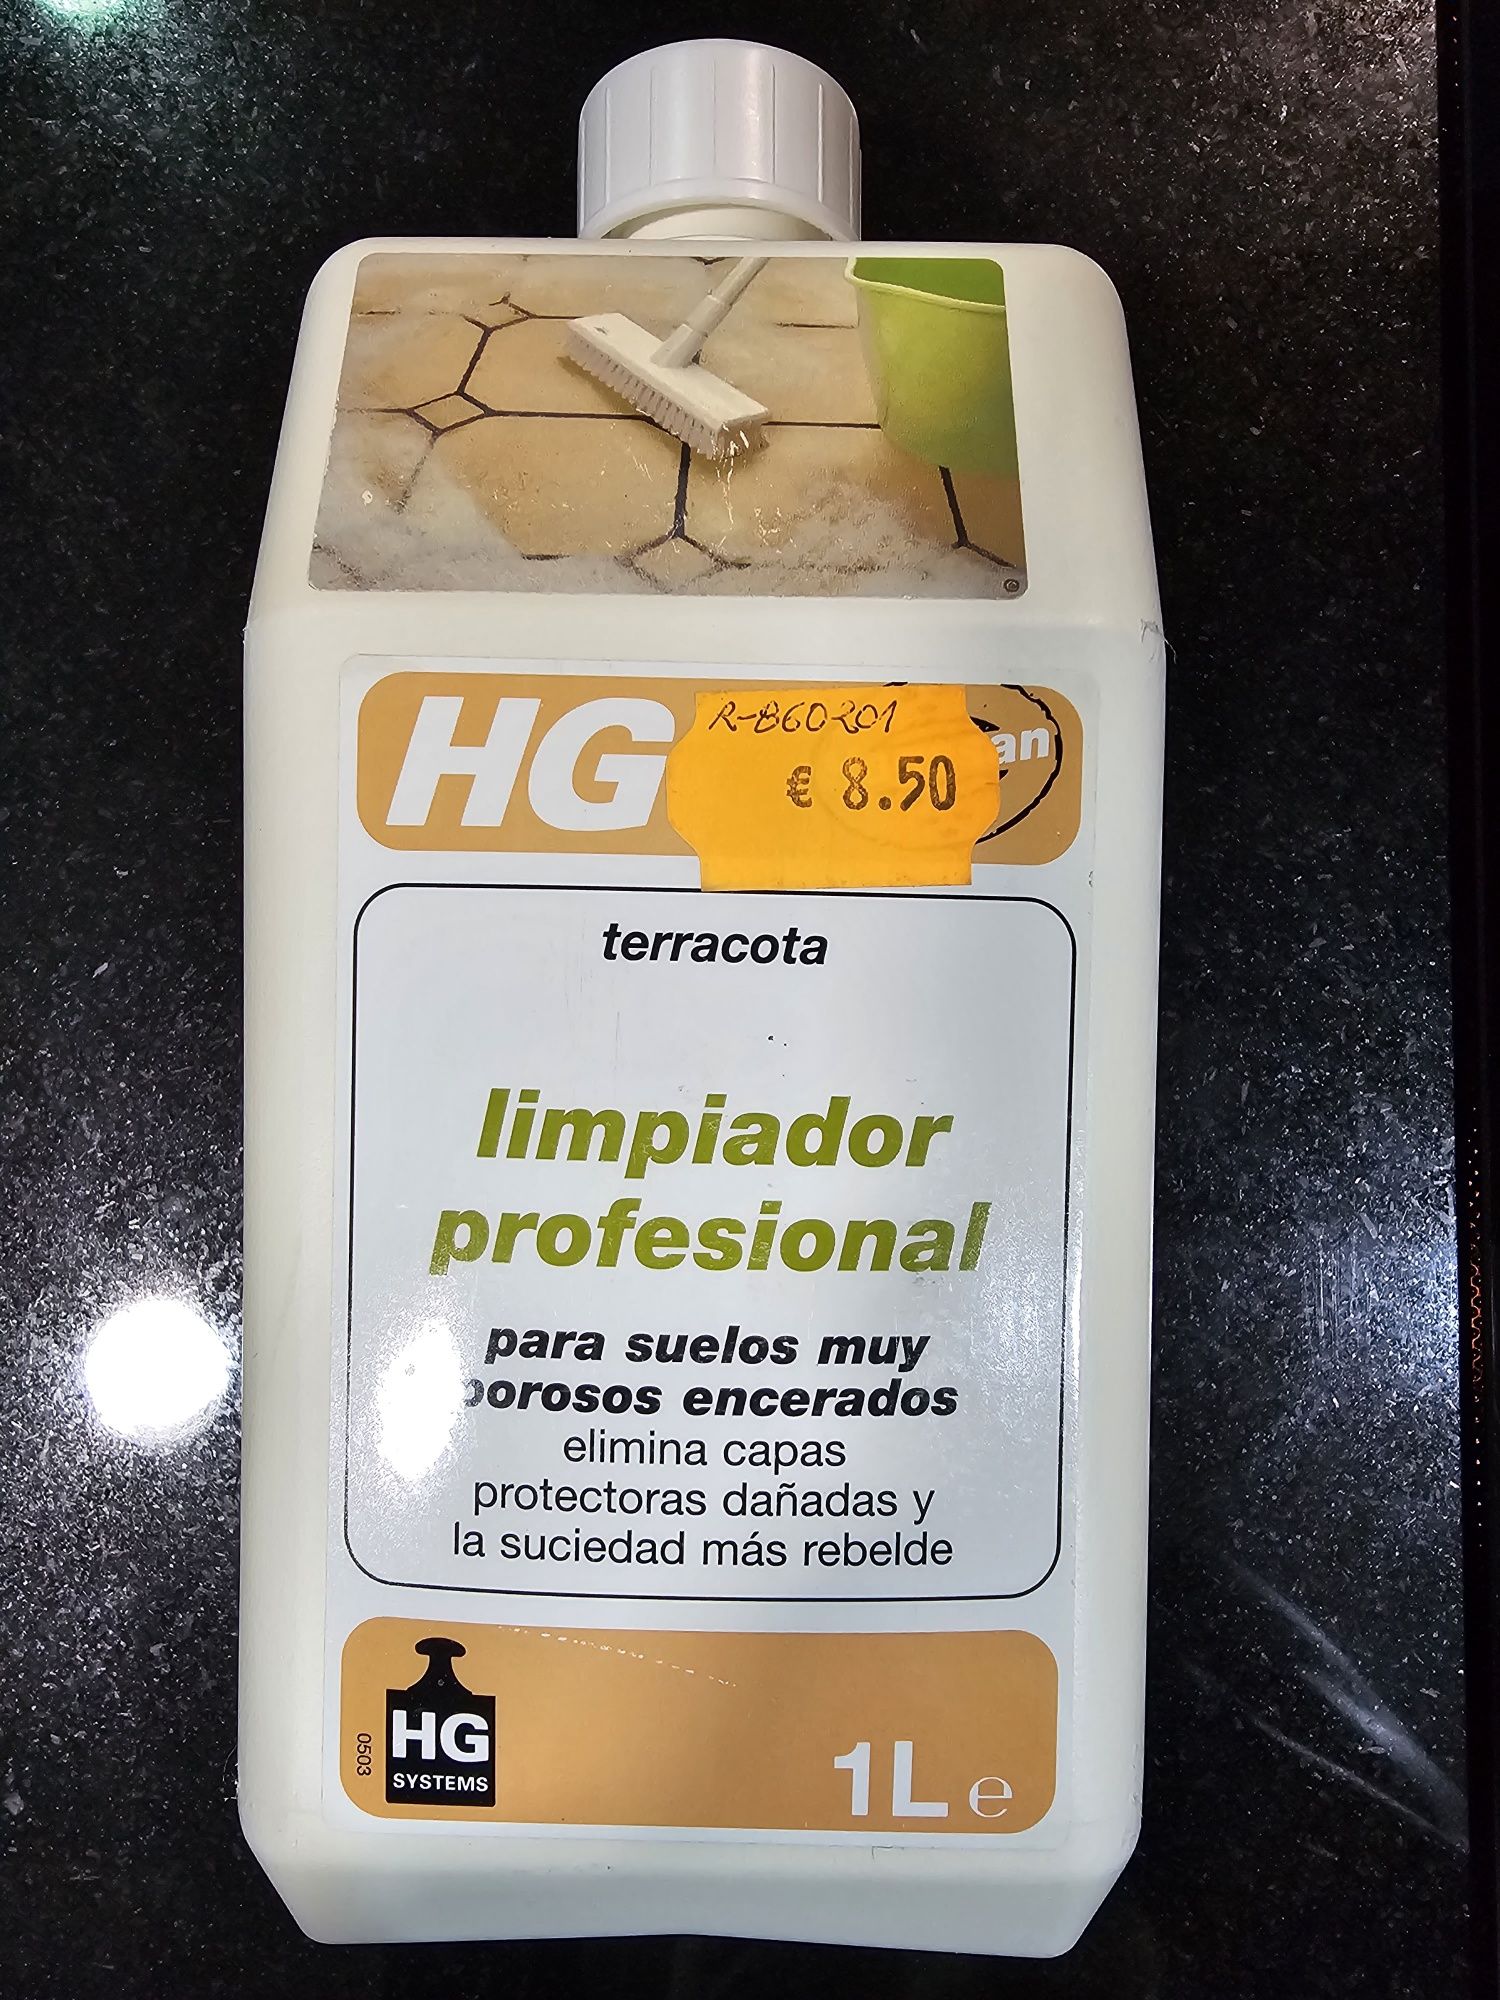 ©
HG
R-860201
€ 8.50
terracota
limpiador
profesional
para suelos muy
porosos encerados
elimina capas
protectoras dañadas y
la suciedad más rebelde
0503
HG
SYSTEMS
1L e